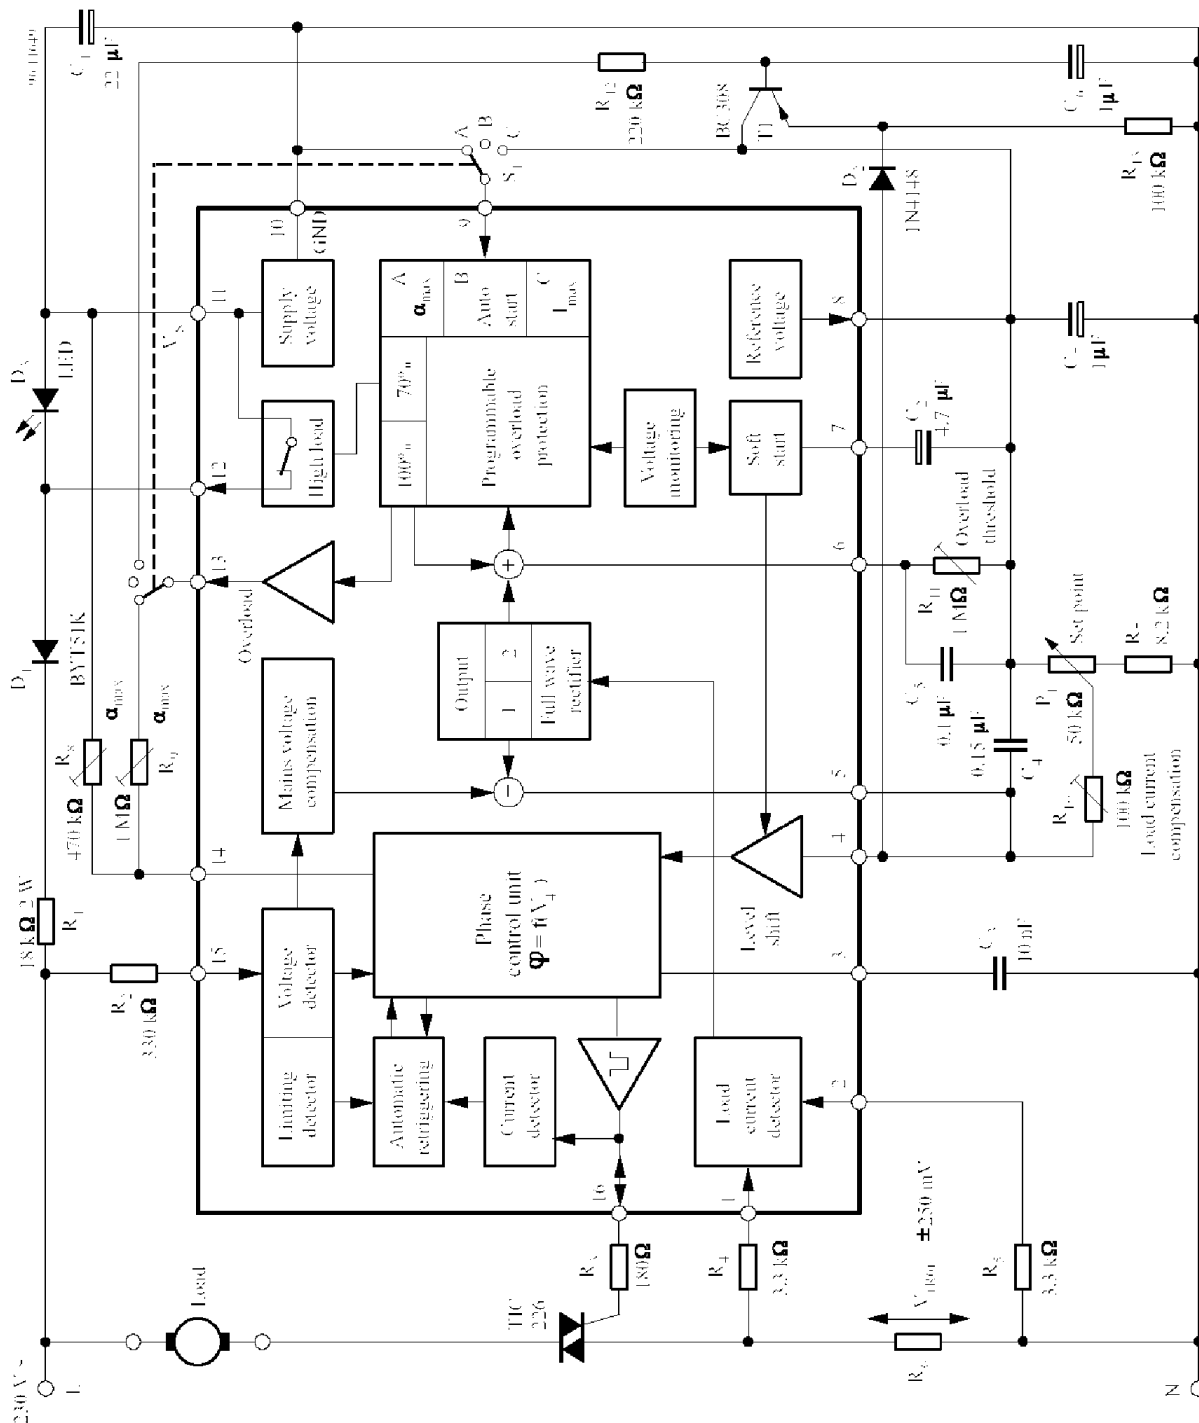 230 V ~
L
Load
R2
330 kΩ
18 kΩ 2 W
R1
D1
BYT51K
D3
LED
C1
22 μF
R8
470 kΩ
αmax
R9
1 MΩ
αmax
15
14
13
12
11
VS
10
GND
Limiting
detector
Voltage
detector
Mains voltage
compensation
Overload
High load
Supply
voltage
TIC
226
R3
180Ω
16
Automatic
retriggering
Current
detector
Phase
control unit
φ = f(V4)
Output
1
2
Full wave
rectifier
100%
70%
Programmable
overload
protection
A
αmax
B
Auto
start
C
Imax
9
S1
A
B
C
R12
220 kΩ
BC308
T1
R4
3.3 kΩ
1
Load
current
detector
Level
shift
Voltage
monitoring
Soft
start
Reference
voltage
2
3
4
5
6
7
8
D2
1N4148
R13
100 kΩ
1μF
R6
±250 mV
R5
3.3 kΩ
C3
10 nF
100 kΩ
Load current
compensation
C4
0.15 μF
C5
0.1 μF
R11
1 MΩ
Overload
threshold
C2
4.7 μF
C7
1μF
P1
50 kΩ
Set point
R7
8.2 kΩ
N